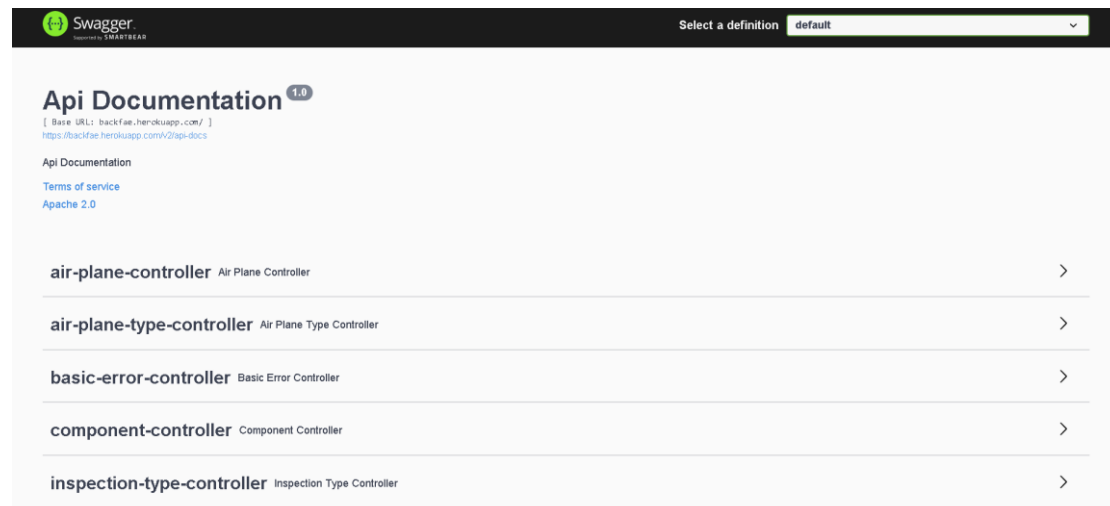 Swagger.
Supported by SMARTBEAR
Select a definition default
Api Documentation 1.0
[ Base URL: backfae.herokuapp.com/ ]
https://backfae.herokuapp.com/v2/api-docs
Api Documentation
Terms of service
Apache 2.0
air-plane-controller Air Plane Controller
air-plane-type-controller Air Plane Type Controller
basic-error-controller Basic Error Controller
component-controller Component Controller
inspection-type-controller Inspection Type Controller